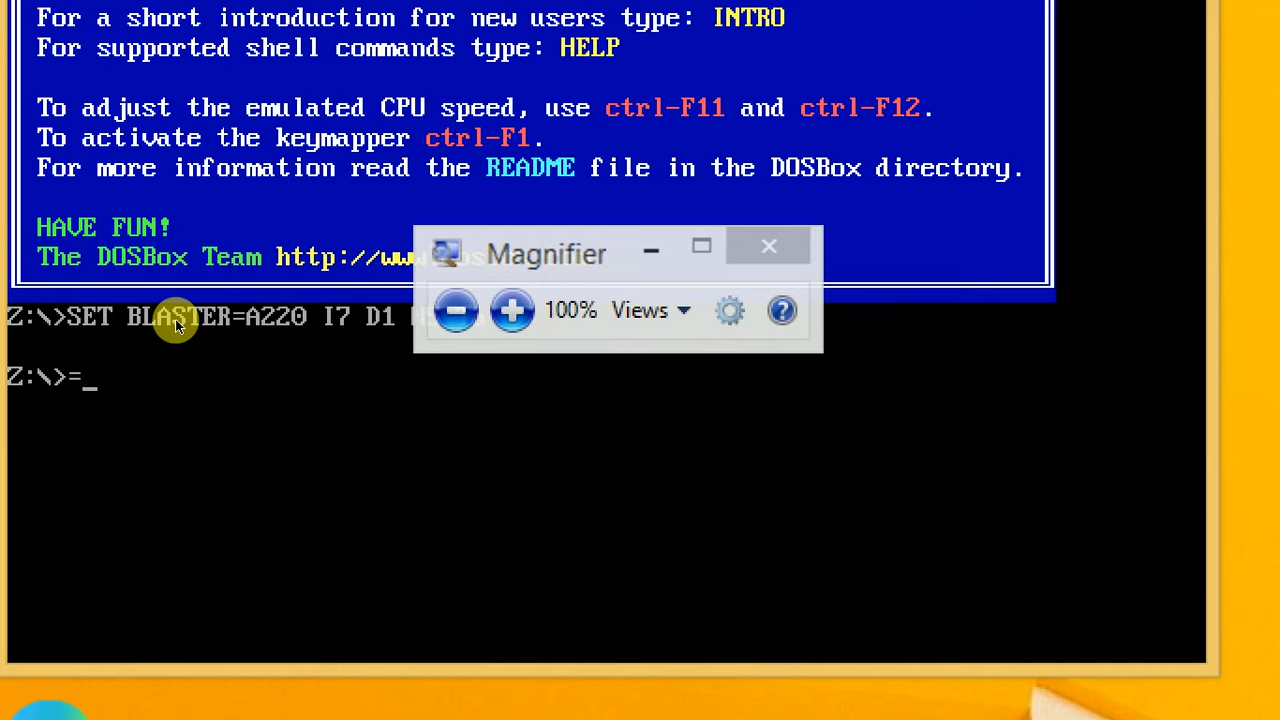 For a short introduction for new users type: INTRO
For supported shell commands type: HELP
To adjust the emulated CPU speed, use ctrl-F11 and ctrl-F12.
To activate the keymapper ctrl-F1.
For more information read the README file in the DOSBox directory.
HAVE FUN!
The DOSBox Team http://www
Magnifier
Z:\>SET BLASTER=A220 I7 D1
100% Views
Z:\>=_